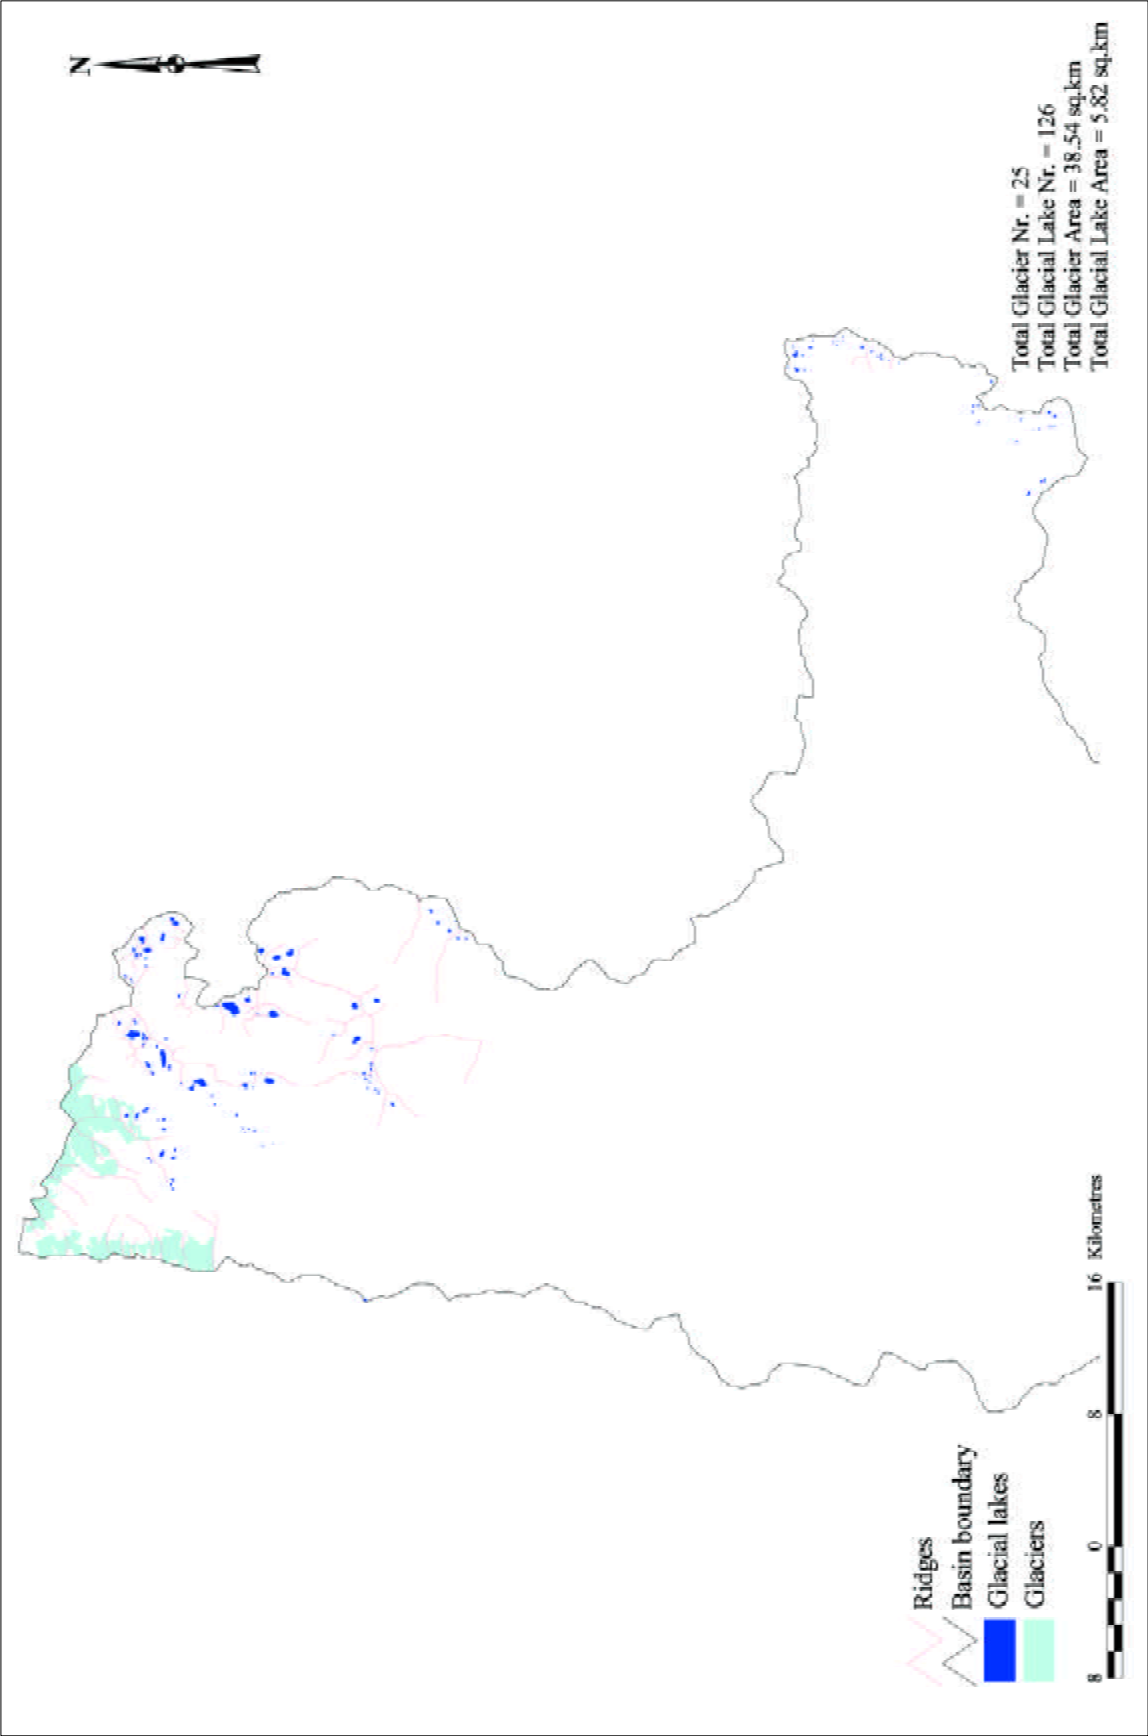 N
Total Glacier Nr. = 25
Total Glacial Lake Nr. = 126
Total Glacier Area = 38.54 sq.km
Total Glacial Lake Area = 5.82 sq.km
Ridges
Basin boundary
Glacial lakes
Glaciers
8 0 8 16 Kilometres